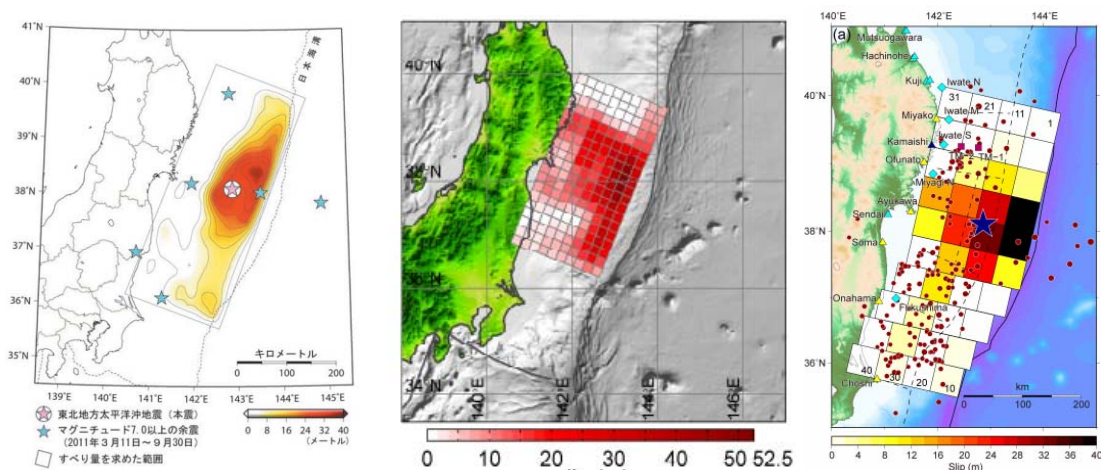 41°N
40°N
39°N
38°N
37°N
36°N
35°N
日本海溝
キロメートル
0 100 200
139°E 140°E 141°E 142°E 143°E 144°E 145°E
東北地方太平洋沖地震（本震）
マグニチュード7.0以上の余震
（2011年3月11日～9月30日）
すべり量を求めた範囲
0 8 16 24 32 40
（メートル）
40°N
38°N
36°N
34°N
140°E
142°E
144°E
146°E
0 10 20 30 40 50 52.5
140°E 142°E 144°E
(a)
Mutsuogawara
Hachinohe
40°N
Kuji
Iwate N
31
21
11
1
Iwate M
Miyako
Iwate S
Kamaishi
TM-2
TM-1
Ofunato
Miyagi N
Ayukawa
38°N
Sendai
Soma
Onahama
Fukushima
36°N
Choshi
40
30
20
10
km
0 100 200
0 4 8 12 16 20 24 28 32 36 40
Slip (m)